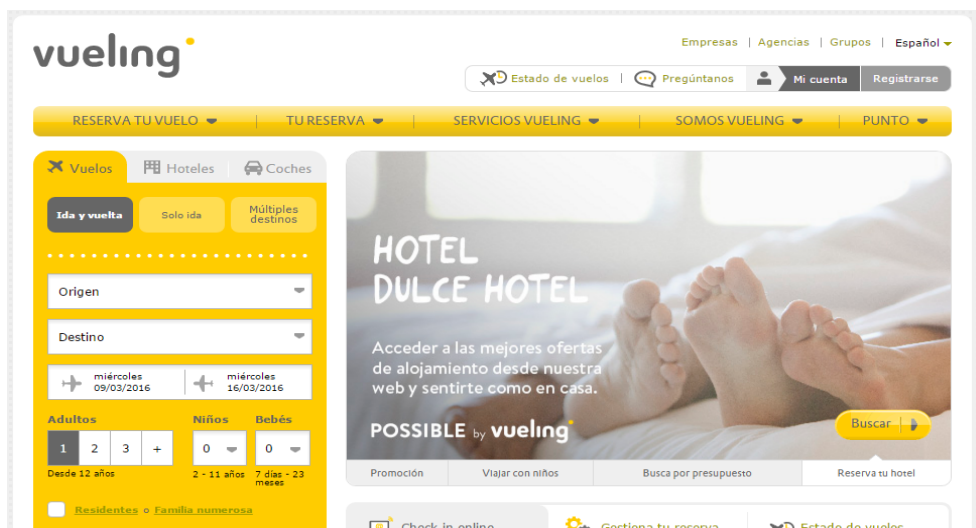 vueling
Empresas | Agencias | Grupos | Español
Estado de vuelos | Pregúntanos Mi cuenta Registrarse
RESERVA TU VUELO | TU RESERVA | SERVICIOS VUELING | SOMOS VUELING | PUNTO
Vuelos Hoteles Coches
Ida y vuelta Solo ida Múltiples
destinos
Origen
Destino
miércoles
09/03/2016
miércoles
16/03/2016
Adultos Niños Bebés
1 2 3 + 0 0
Desde 12 años 2 - 11 años 7 días - 23
meses
Residentes o Familia numerosa
HOTEL
DULCE HOTEL
Acceder a las mejores ofertas
de alojamiento desde nuestra
web y sentirte como en casa.
POSSIBLE by vueling
Buscar
Promoción Viajar con niños Busca por presupuesto Reserva tu hotel
Check-in online Gestiona tu reserva Estado de vuelos